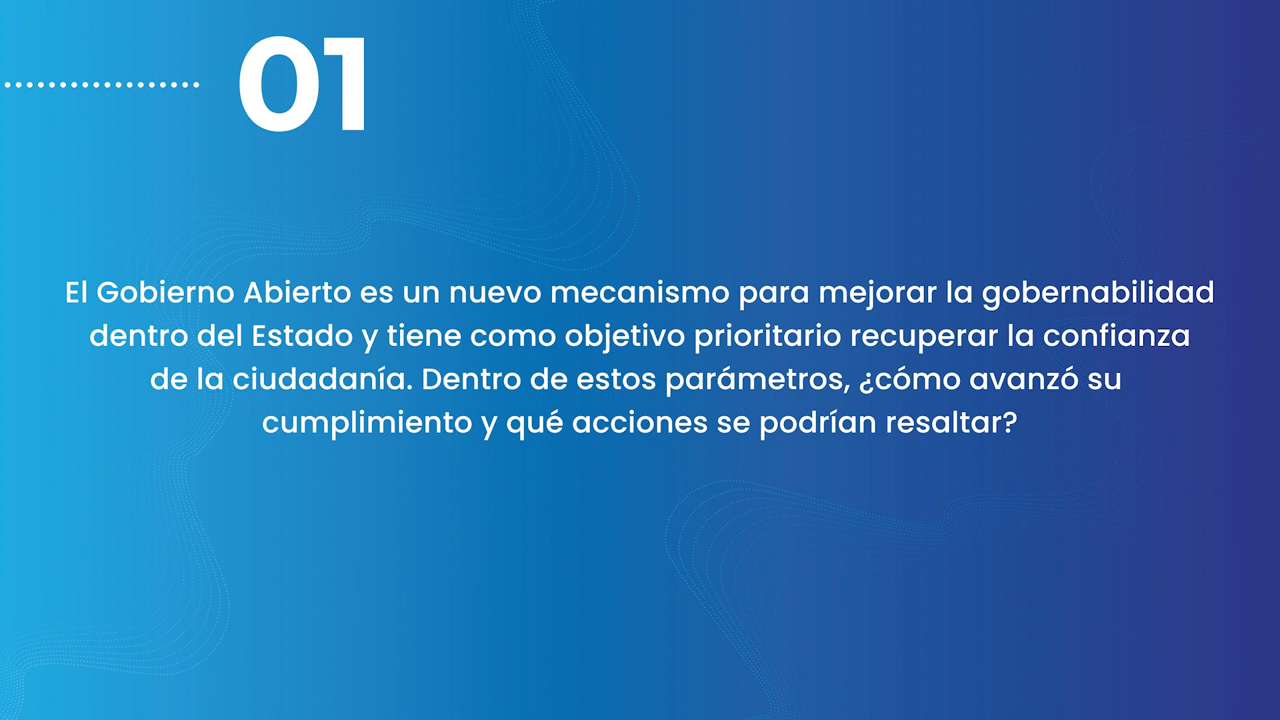 01
El Gobierno Abierto es un nuevo mecanismo para mejorar la gobernabilidad
dentro del Estado y tiene como objetivo prioritario recuperar la confianza
de la ciudadanía. Dentro de estos parámetros, ¿cómo avanzó su
cumplimiento y qué acciones se podrían resaltar?